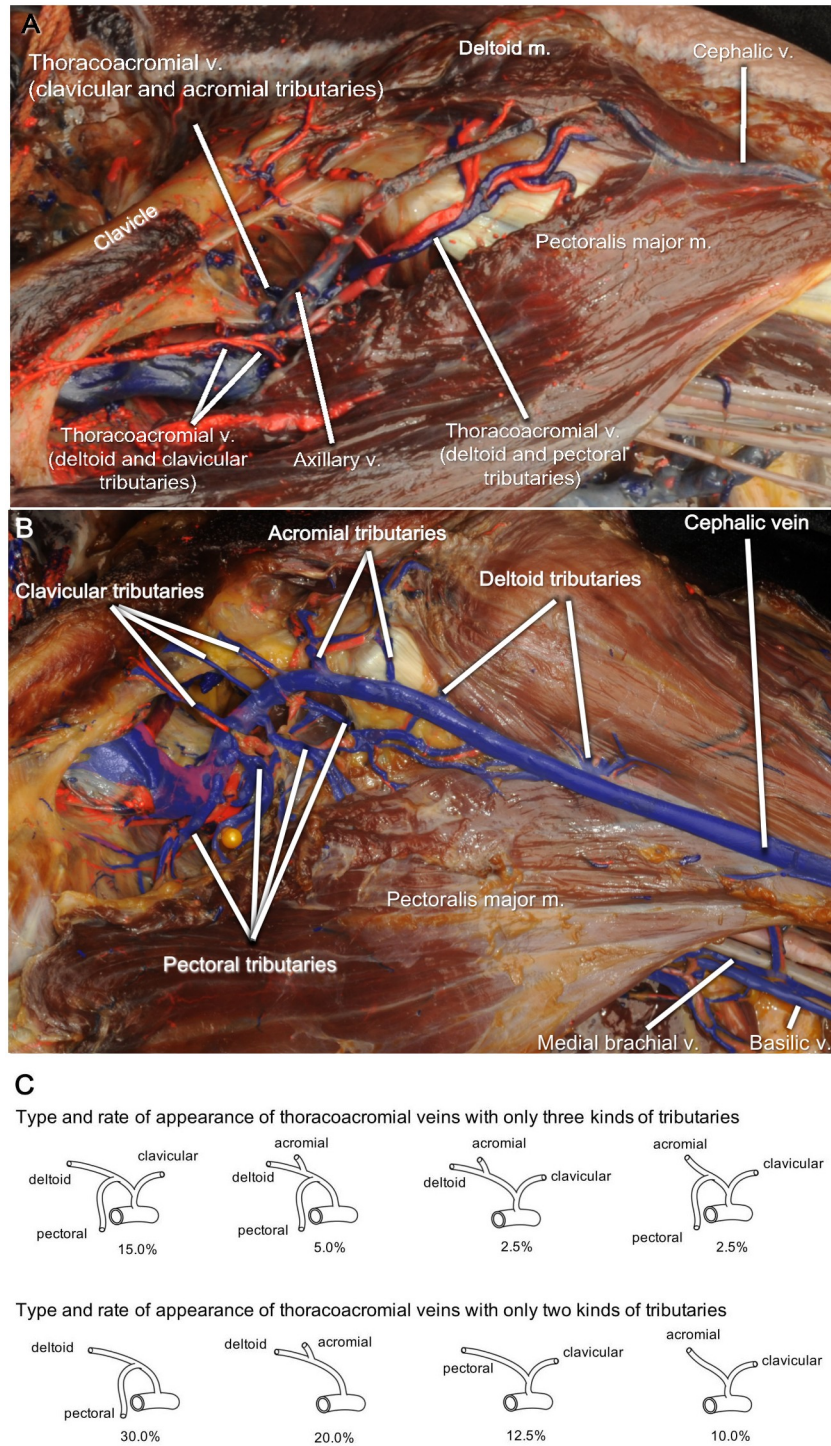 A
Deltoid m.
Cephalic v.
Thoracoacromial v.
(clavicular and acromial tributaries)
Clavicle
Pectoralis major m.
Thoracoacromial v.
(deltoid and clavicular
tributaries)
Axillary v.
Thoracoacromial v.
(deltoid and pectoral
tributaries)
B
Cephalic vein
Acromial tributaries
Deltoid tributaries
Clavicular tributaries
Pectoralis major m.
Pectoral tributaries
Medial brachial v.
Basilic v.
C
Type and rate of appearance of thoracoacromial veins with only three kinds of tributaries
clavicular
deltoid
pectoral
15.0%
acromial
deltoid
pectoral
5.0%
acromial
deltoid
clavicular
2.5%
acromial
clavicular
pectoral
2.5%
Type and rate of appearance of thoracoacromial veins with only two kinds of tributaries
deltoid
pectoral
30.0%
deltoid
acromial
20.0%
pectoral
clavicular
12.5%
acromial
clavicular
10.0%